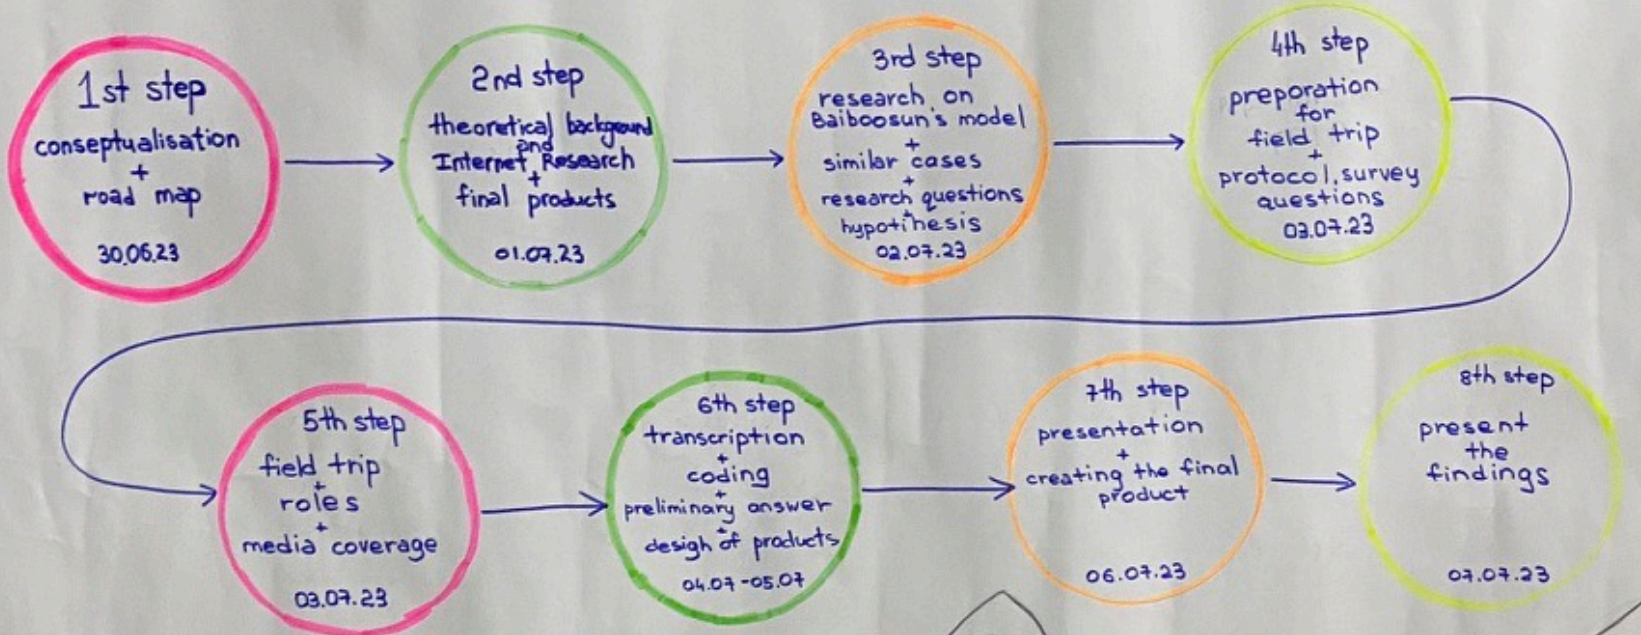 1st step
conseptualisation
+
road map
30.06.23
2nd step
theoretical backgound
and
Internet Research
+
final products
01.07.23
3rd step
research on
Baiboosun's model
+
similar cases
+
research questions
+
hypothesis
02.07.23
4th step
preporation
for
field trip
+
protocol, survey
questions
03.07.23
5th step
field trip
+
roles
+
media coverage
03.07.23
6th step
transcription
+
coding
+
preliminary answer
+
desigh of products
04.07-05.07
7th step
presentation
+
creating the final
product
06.07.23
8th step
present
the
findings
07.07.23